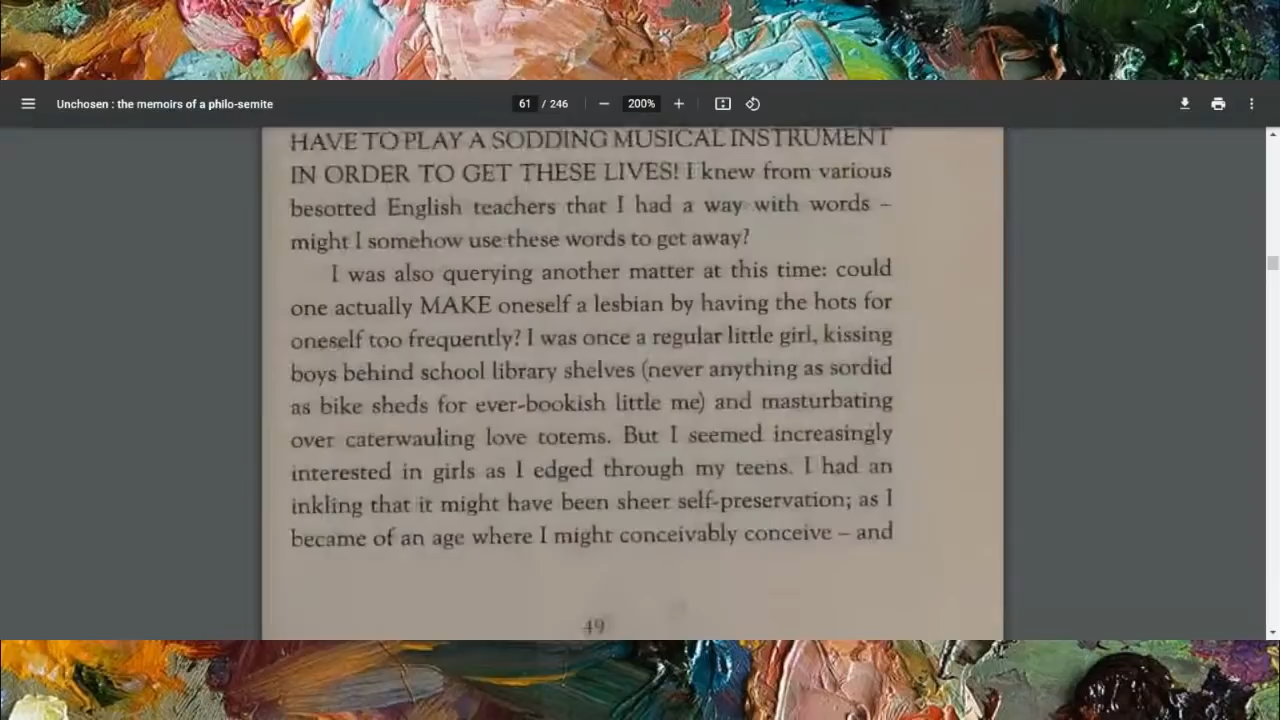 Unchosen : the memoirs of a philo-semite
61 / 246
200%
HAVE TO PLAY A SODDING MUSICAL INSTRUMENT
IN ORDER TO GET THESE LIVES! I knew from various
besotted English teachers that I had a way with words –
might I somehow use these words to get away?
I was also querying another matter at this time: could
one actually MAKE oneself a lesbian by having the hots for
oneself too frequently? I was once a regular little girl, kissing
boys behind school library shelves (never anything as sordid
as bike sheds for ever-bookish little me) and masturbating
over caterwauling love totems. But I seemed increasingly
interested in girls as I edged through my teens. I had an
inkling that it might have been sheer self-preservation; as I
became of an age where I might conceivably conceive – and
49